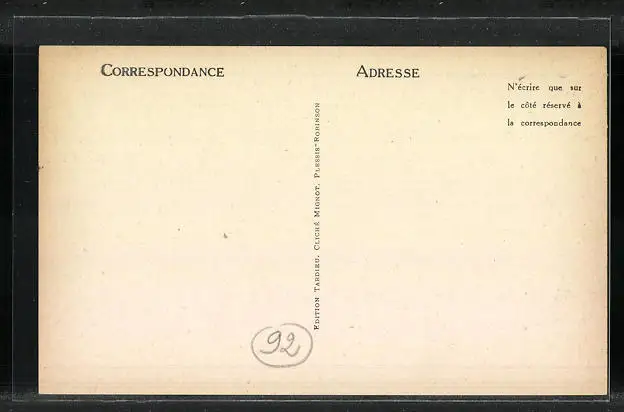 CORRESPONDANCE
ADRESSE
N'écrire que sur
le côté réservé à
la correspondance
EDITION TARDIEU. CLICHÉ MIGNOT. PLESSIS-ROBINSON
92